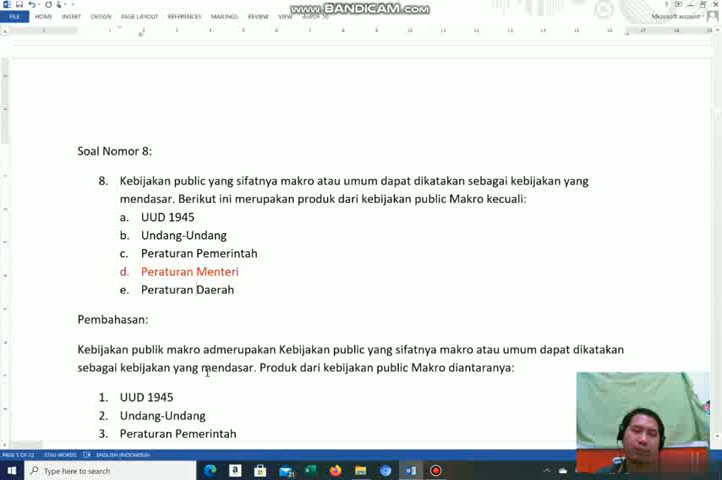 www.BANDICAM.com
FILE HOME INSERT DESIGN PAGE LAYOUT REFERENCES MAILINGS REVIEW VIEW
Microsoft account
Soal Nomor 8:
8. Kebijakan public yang sifatnya makro atau umum dapat dikatakan sebagai kebijakan yang
mendasar. Berikut ini merupakan produk dari kebijakan public Makro kecuali:
a. UUD 1945
b. Undang-Undang
c. Peraturan Pemerintah
d. Peraturan Menteri
e. Peraturan Daerah
Pembahasan:
Kebijakan publik makro admerupakan Kebijakan public yang sifatnya makro atau umum dapat dikatakan
sebagai kebijakan yang mendasar. Produk dari kebijakan public Makro diantaranya:
1. UUD 1945
2. Undang-Undang
3. Peraturan Pemerintah
ENGLISH (INDONESIA)
Type here to search